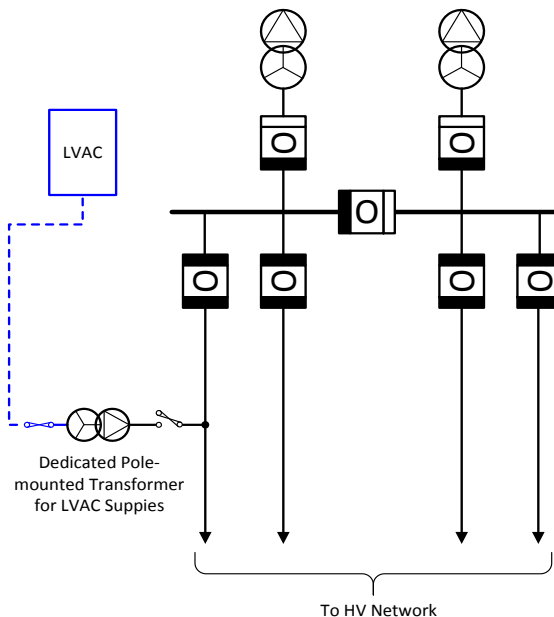 LVAC
O
O
O
O
O
O
O
Dedicated Pole-
mounted Transformer
for LVAC Suppies
To HV Network